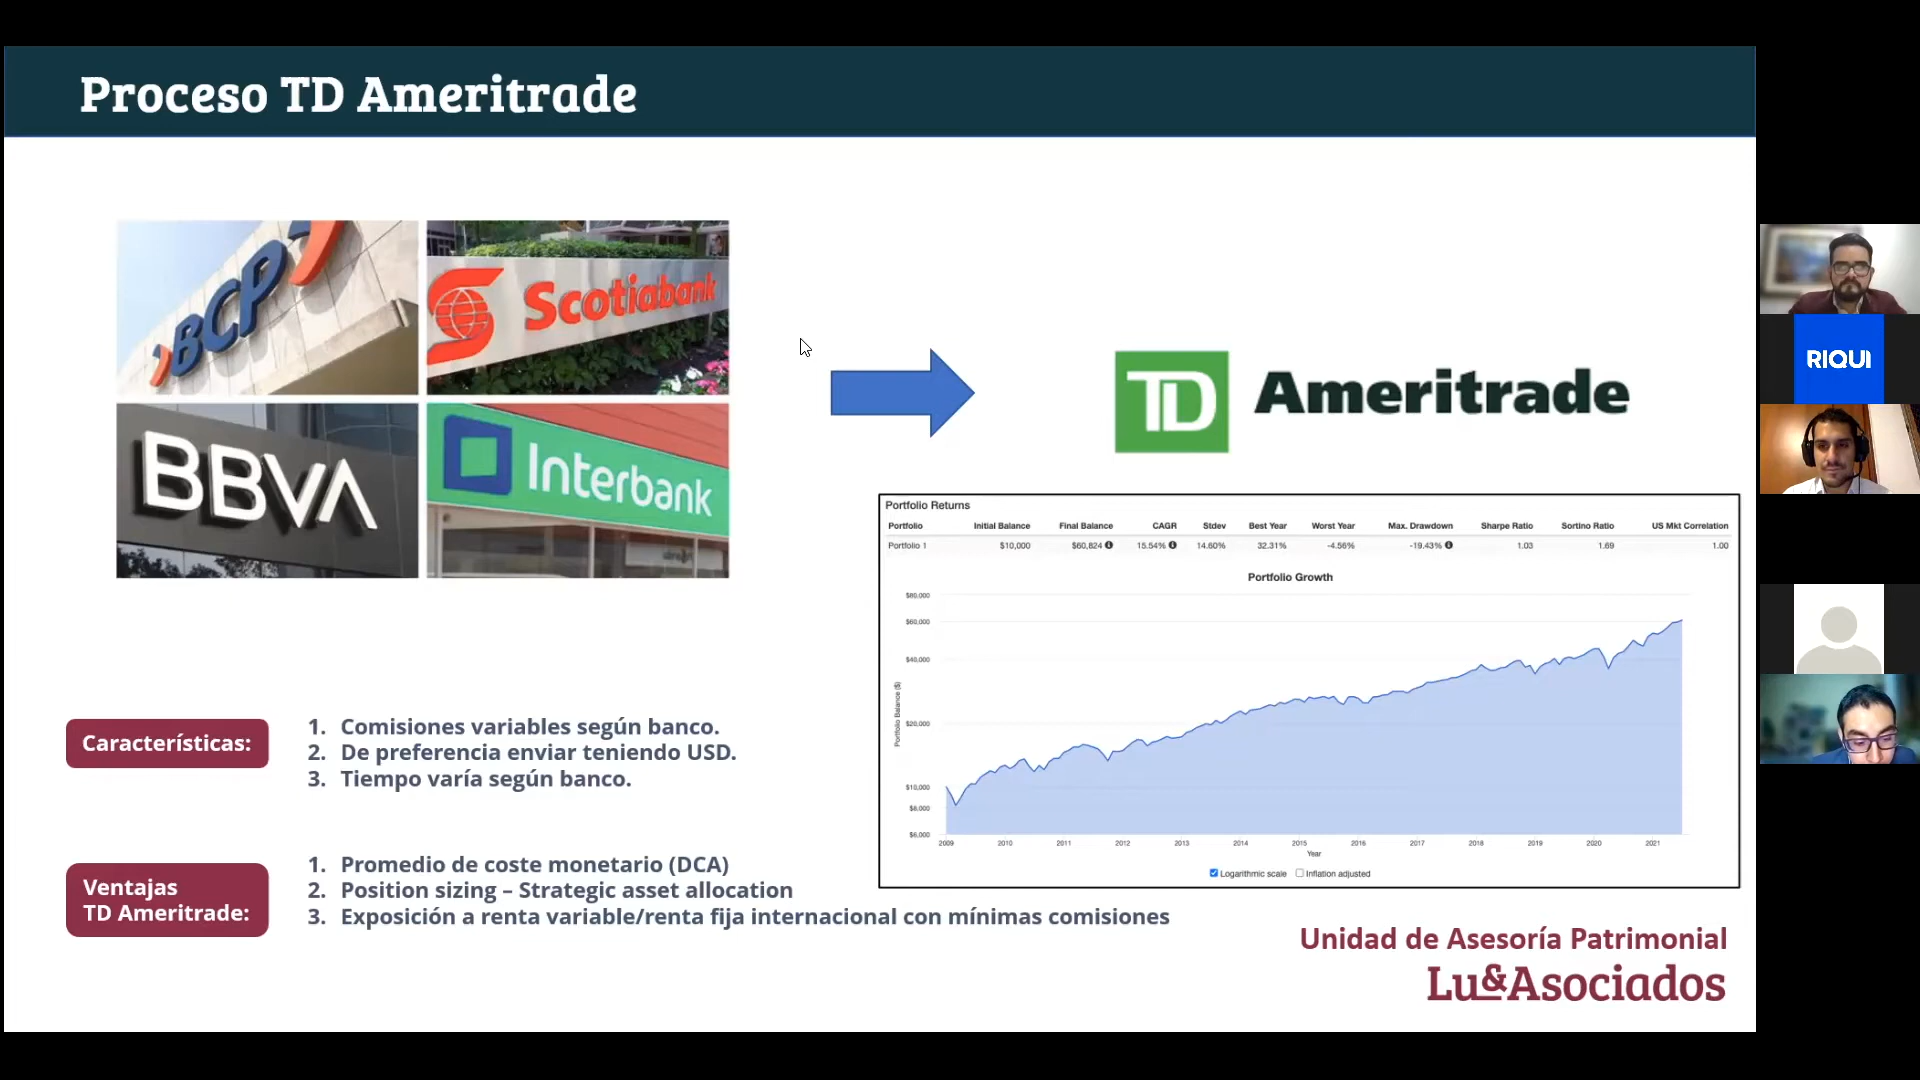 Proceso TD Ameritrade
BCP
Scotiabank
BBVA
Interbank
TD Ameritrade
RIQUI
Portfolio Returns
Portfolio Initial Balance Final Balance CAGR Stdev Best Year Worst Year Max. Drawdown Sharpe Ratio Sortino Ratio US Mkt Correlation
Portfolio 1 $10,000 $60,824 15.54% 14.60% 32.31% -4.56% -19.43% 1.03 1.69 1.00
Portfolio Growth
$80,000
$60,000
$40,000
$20,000
$10,000
$8,000
$6,000
Portfolio Balance ($)
2009 2010 2011 2012 2013 2014 2015 2016 2017 2018 2019 2020 2021
Year
Logarithmic scale Inflation adjusted
Características:
1. Comisiones variables según banco.
2. De preferencia enviar teniendo USD.
3. Tiempo varía según banco.
Ventajas
TD Ameritrade:
1. Promedio de coste monetario (DCA)
2. Position sizing – Strategic asset allocation
3. Exposición a renta variable/renta fija internacional con mínimas comisiones
Unidad de Asesoría Patrimonial
Lu&Asociados